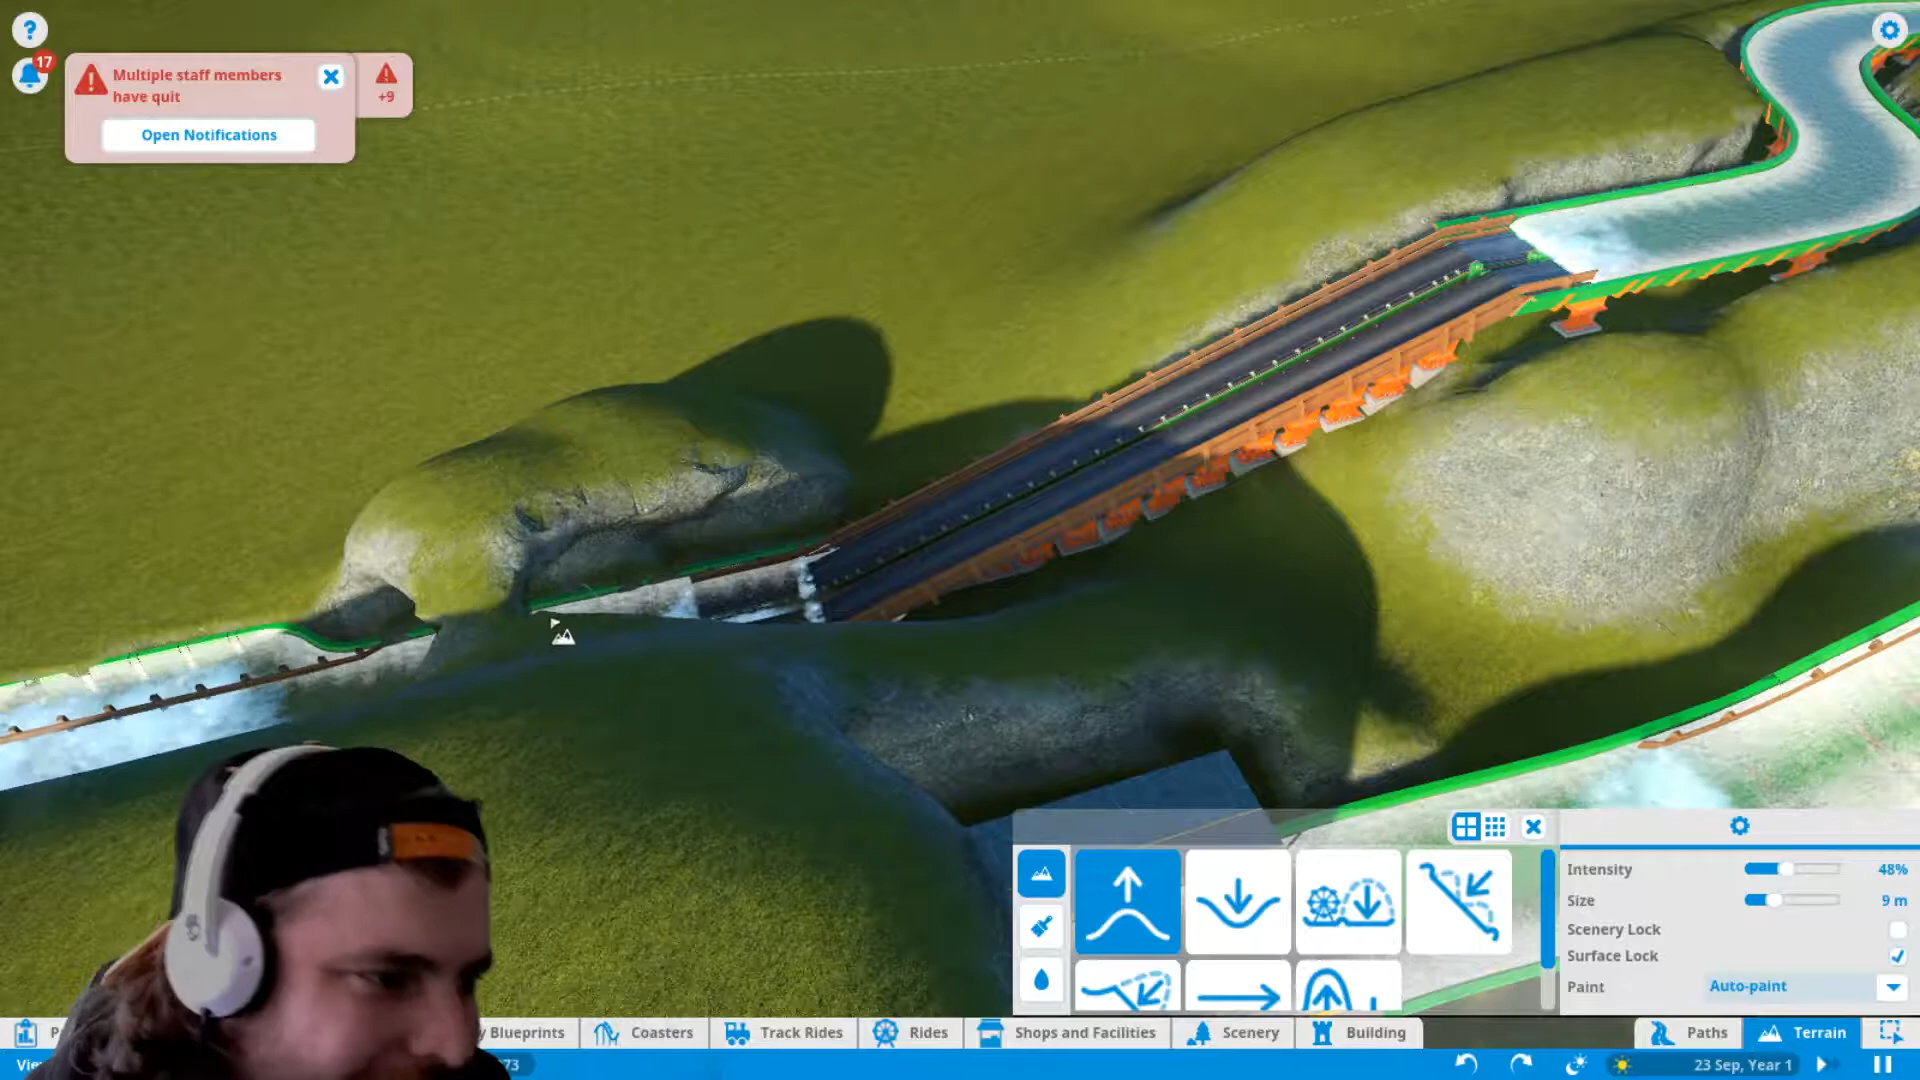 ?
17
Multiple staff members
have quit
+9
Open Notifications
Intensity
48%
Size
9 m
Scenery Lock
Surface Lock
Paint
Auto-paint
Blueprints
Coasters
Track Rides
Rides
Shops and Facilities
Scenery
Building
Paths
Terrain
73
23 Sep, Year 1